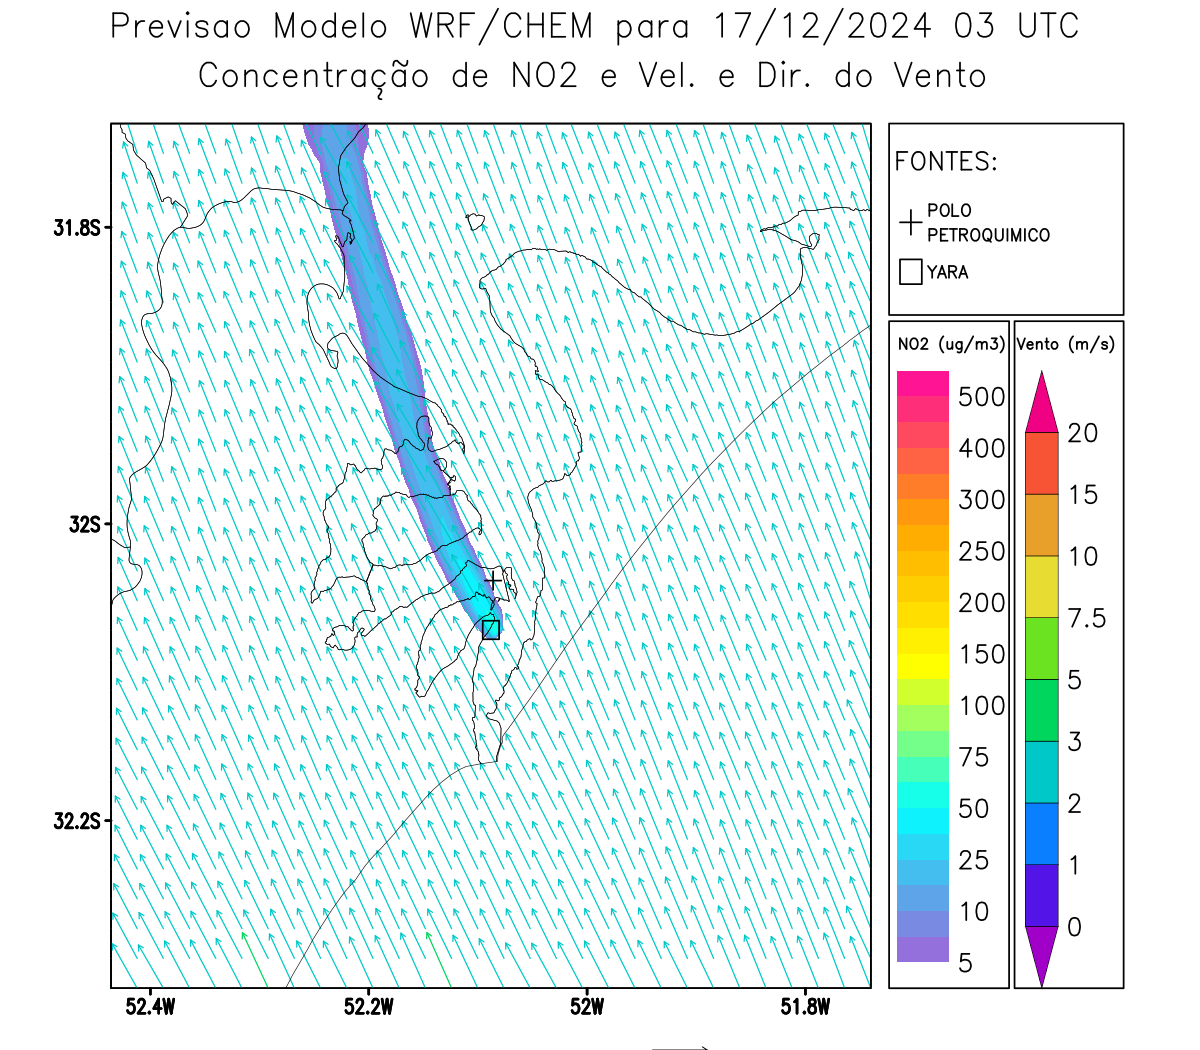 Previsao Modelo WRF/CHEM para 17/12/2024 03 UTC
Concentração de NO2 e Vel. e Dir. do Vento
FONTES:
POLO
PETROQUIMICO
YARA
NO2 (ug/m3)
500
400
300
250
200
150
100
75
50
25
10
5
Vento (m/s)
20
15
10
7.5
5
3
2
1
0
31.8S
32S
32.2S
52.4W 52.2W 52W 51.8W